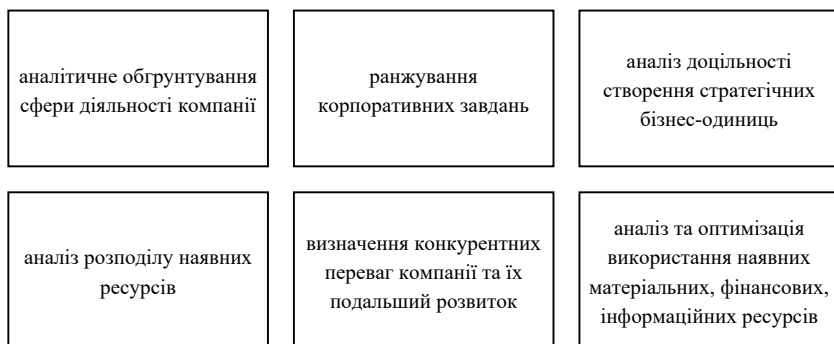 аналітичне обгрунтування
сфери діяльності компанії
ранжування
корпоративних завдань
аналіз доцільності
створення стратегічних
бізнес-одиниць
аналіз розподілу наявних
ресурсів
визначення конкурентних
переваг компанії та їх
подальший розвиток
аналіз та оптимізація
використання наявних
матеріальних, фінансових,
інформаційних ресурсів